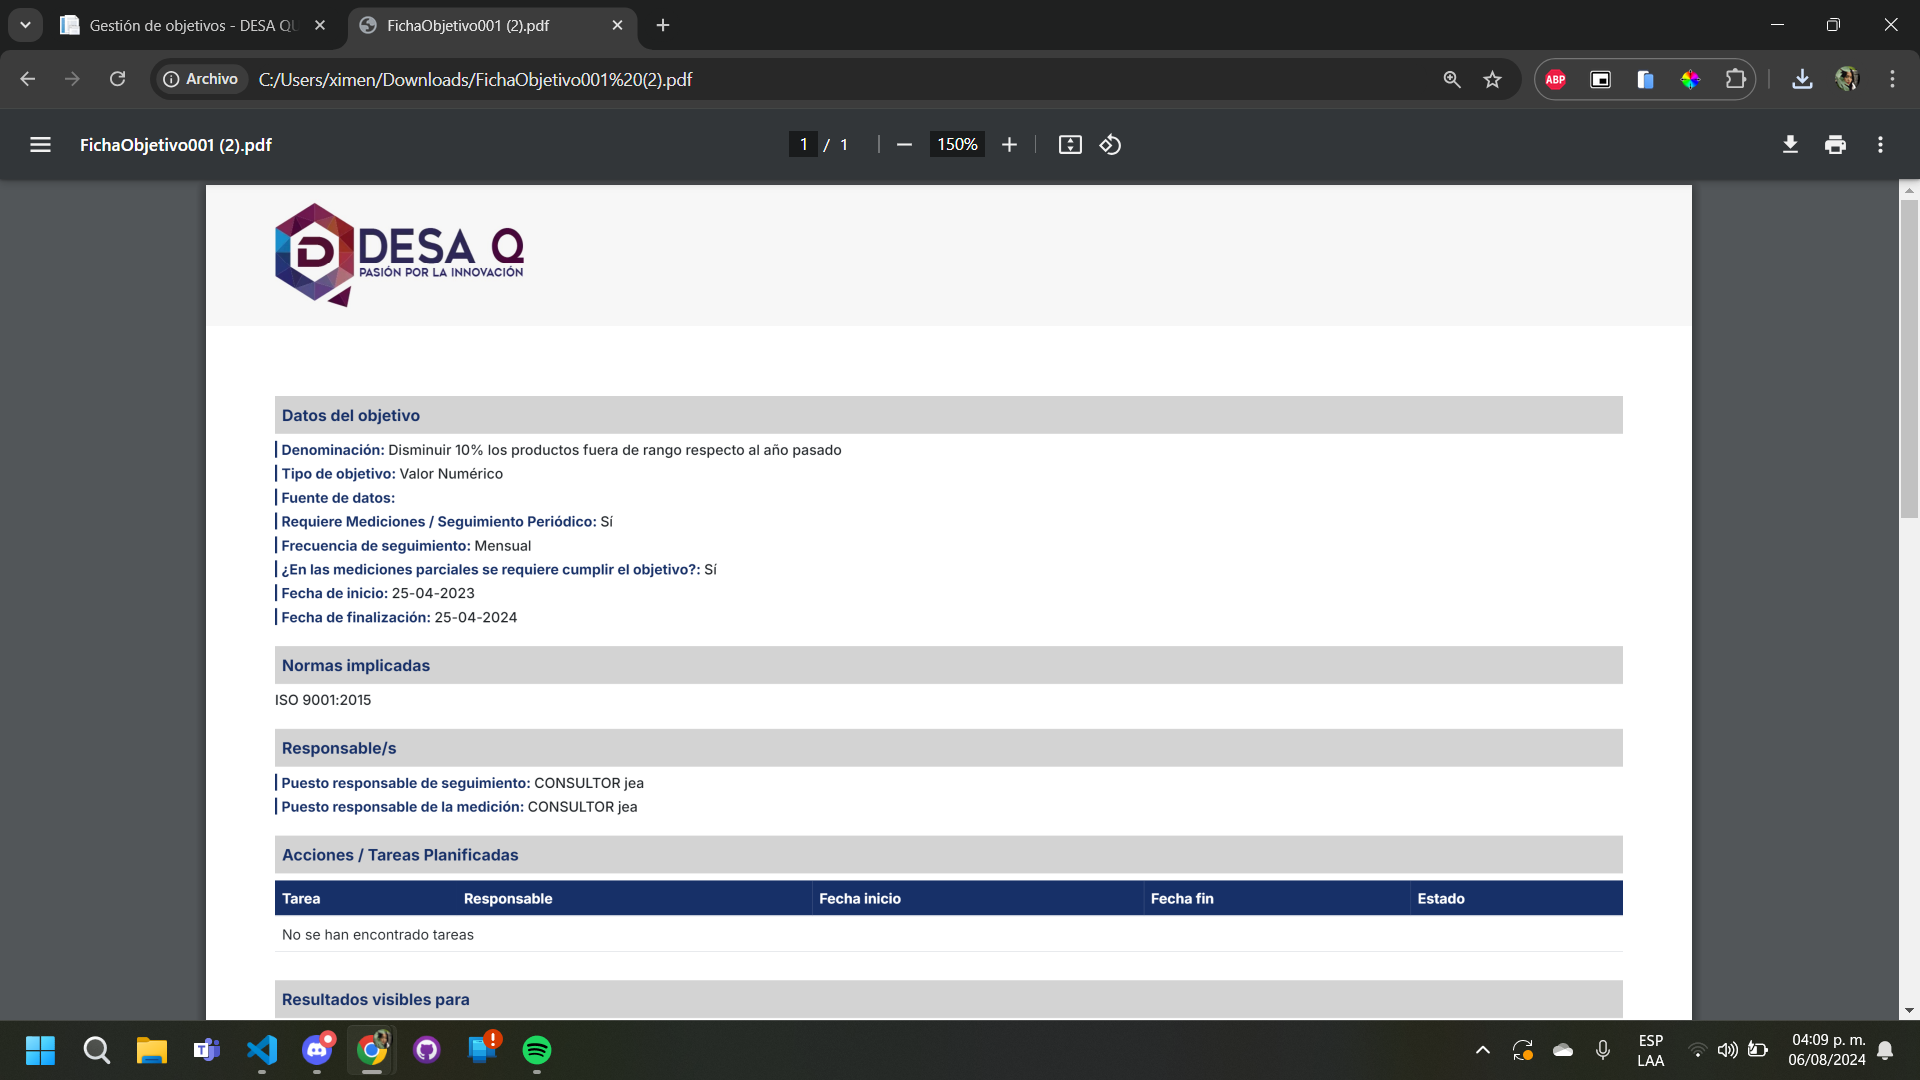 Gestión de objetivos - DESA QU
FichaObjetivo001 (2).pdf
Archivo
C:/Users/ximen/Downloads/FichaObjetivo001%20(2).pdf
ABP
FichaObjetivo001 (2).pdf
1 / 1
150%
D DESA Q
PASIÓN POR LA INNOVACIÓN
Datos del objetivo
Denominación: Disminuir 10% los productos fuera de rango respecto al año pasado
Tipo de objetivo: Valor Numérico
Fuente de datos:
Requiere Mediciones / Seguimiento Periódico: Sí
Frecuencia de seguimiento: Mensual
¿En las mediciones parciales se requiere cumplir el objetivo?: Sí
Fecha de inicio: 25-04-2023
Fecha de finalización: 25-04-2024
Normas implicadas
ISO 9001:2015
Responsable/s
Puesto responsable de seguimiento: CONSULTOR jea
Puesto responsable de la medición: CONSULTOR jea
Acciones / Tareas Planificadas
Tarea Responsable Fecha inicio Fecha fin Estado
No se han encontrado tareas
Resultados visibles para
ESP
LAA
04:09 p. m.
06/08/2024